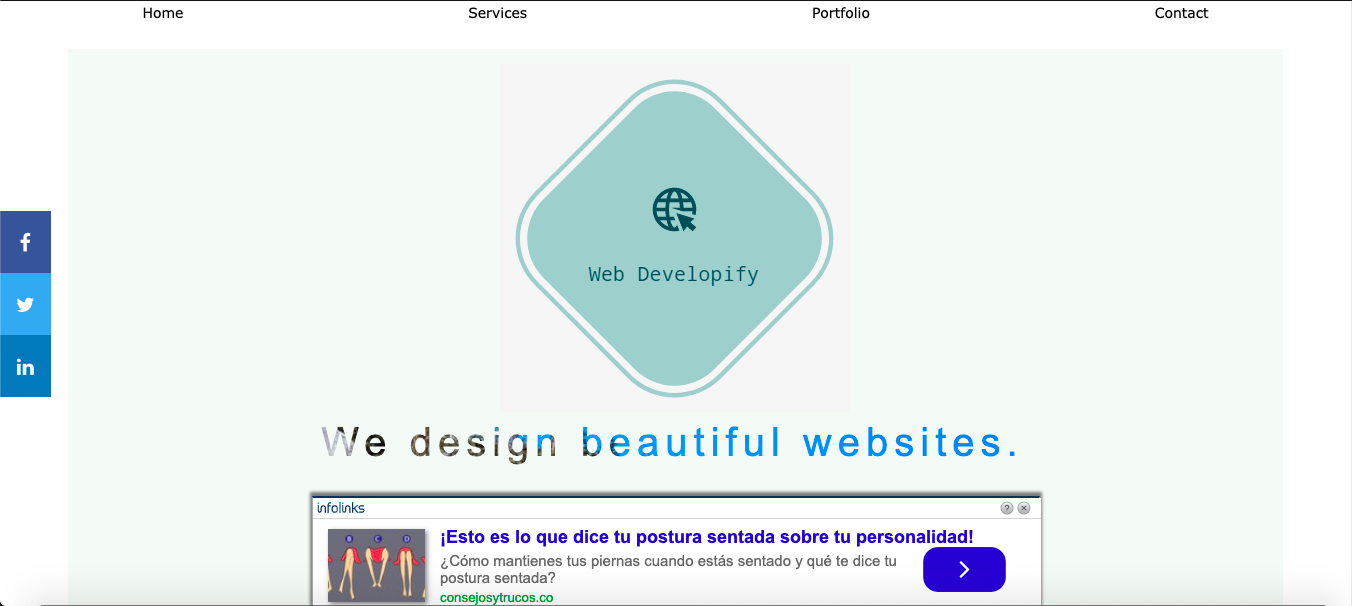 Home Services Portfolio Contact
Web Developify
We design beautiful websites.
infolinks
B C D
¡Esto es lo que dice tu postura sentada sobre tu personalidad!
¿Cómo mantienes tus piernas cuando estás sentado y qué te dice tu
postura sentada?
consejosytrucos.co